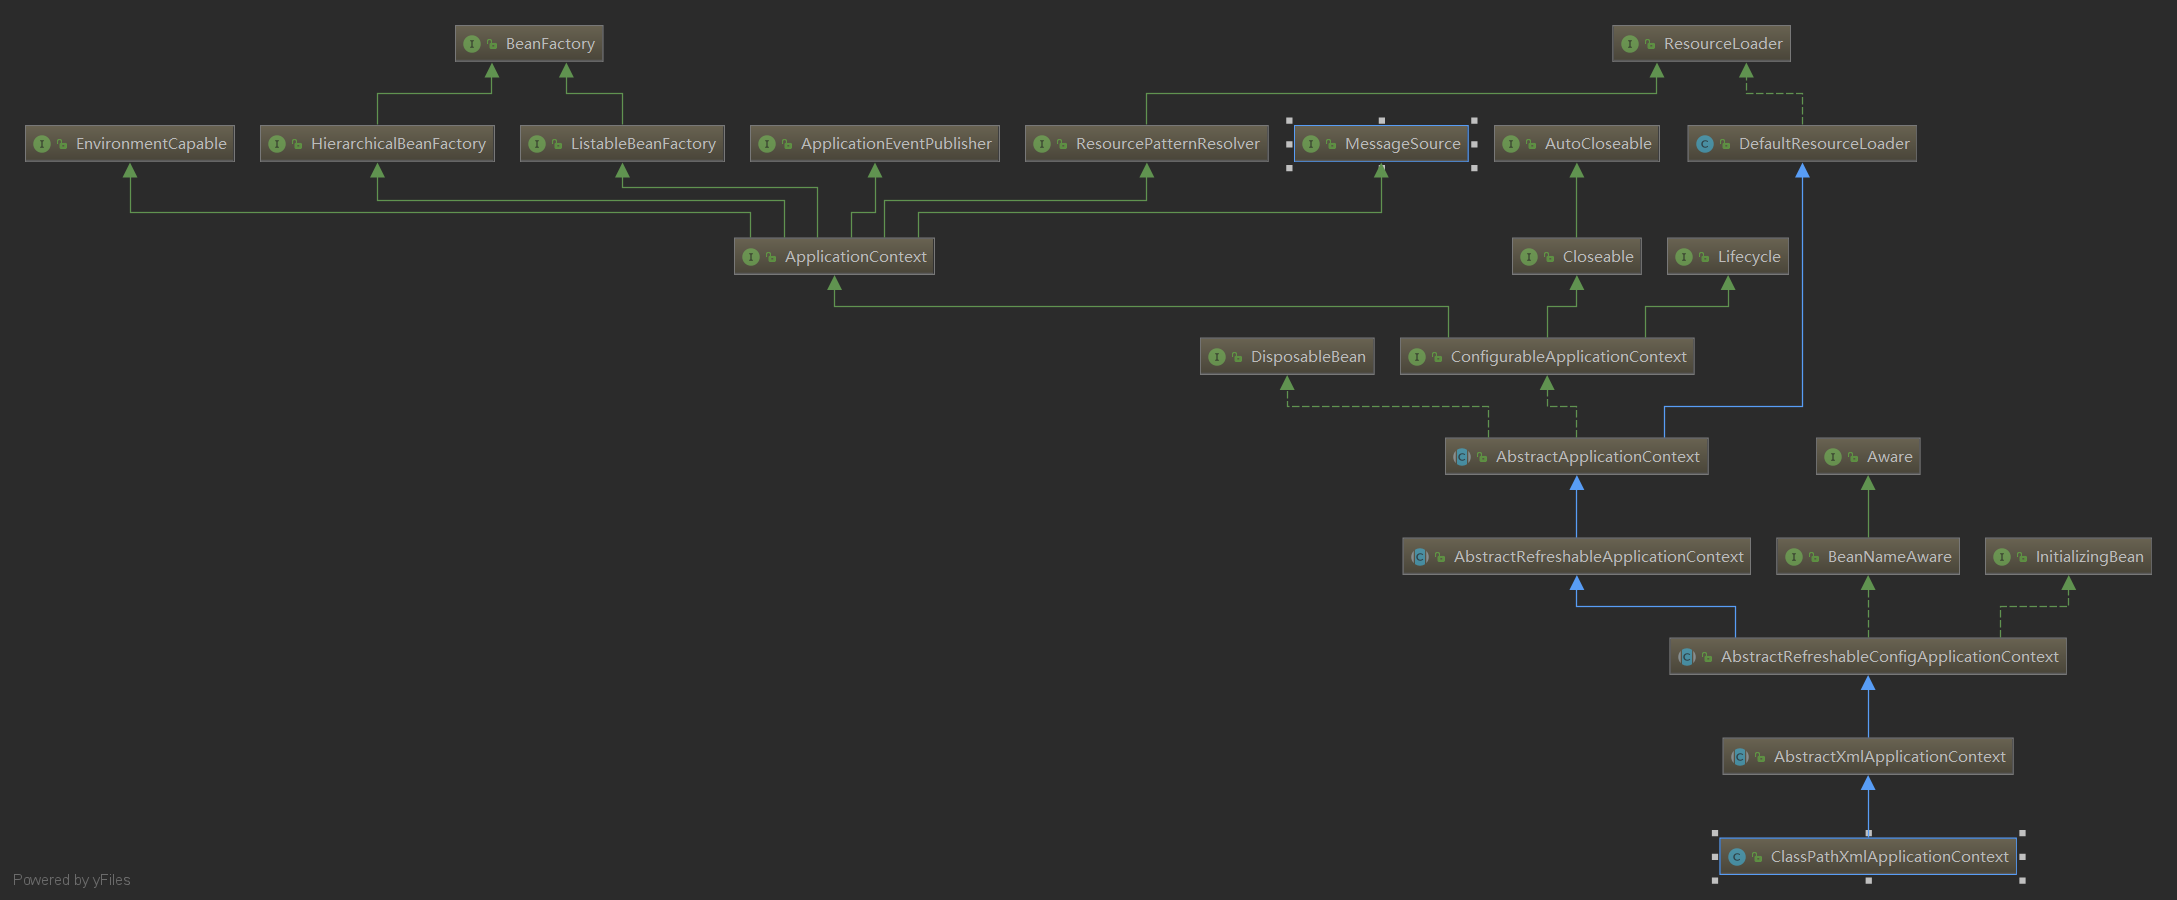 BeanFactory
ResourceLoader
EnvironmentCapable
HierarchicalBeanFactory
ListableBeanFactory
ApplicationEventPublisher
ResourcePatternResolver
MessageSource
AutoCloseable
DefaultResourceLoader
ApplicationContext
Closeable
Lifecycle
DisposableBean
ConfigurableApplicationContext
AbstractApplicationContext
Aware
AbstractRefreshableApplicationContext
BeanNameAware
InitializingBean
AbstractRefreshableConfigApplicationContext
AbstractXmlApplicationContext
ClassPathXmlApplicationContext
Powered by yFiles